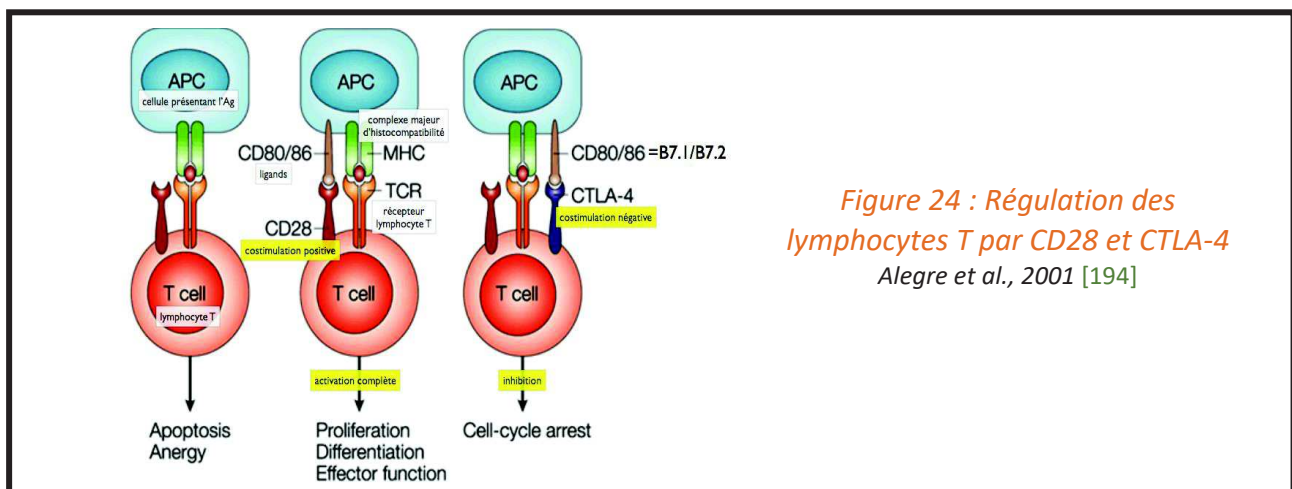 APC
cellule présentant l'Ag
T cell
lymphocyte T
Apoptosis
Anergy
APC
complexe majeur
d'histocompatibilité
CD80/86
ligands
MHC
TCR
récepteur
lymphocyte T
CD28
costimulation positive
T cell
activation complète
Proliferation
Differentiation
Effector function
APC
CD80/86 =B7.1/B7.2
CTLA-4
costimulation négative
T cell
inhibition
Cell-cycle arrest
Figure 24 : Régulation des
lymphocytes T par CD28 et CTLA-4
Alegre et al., 2001 [194]